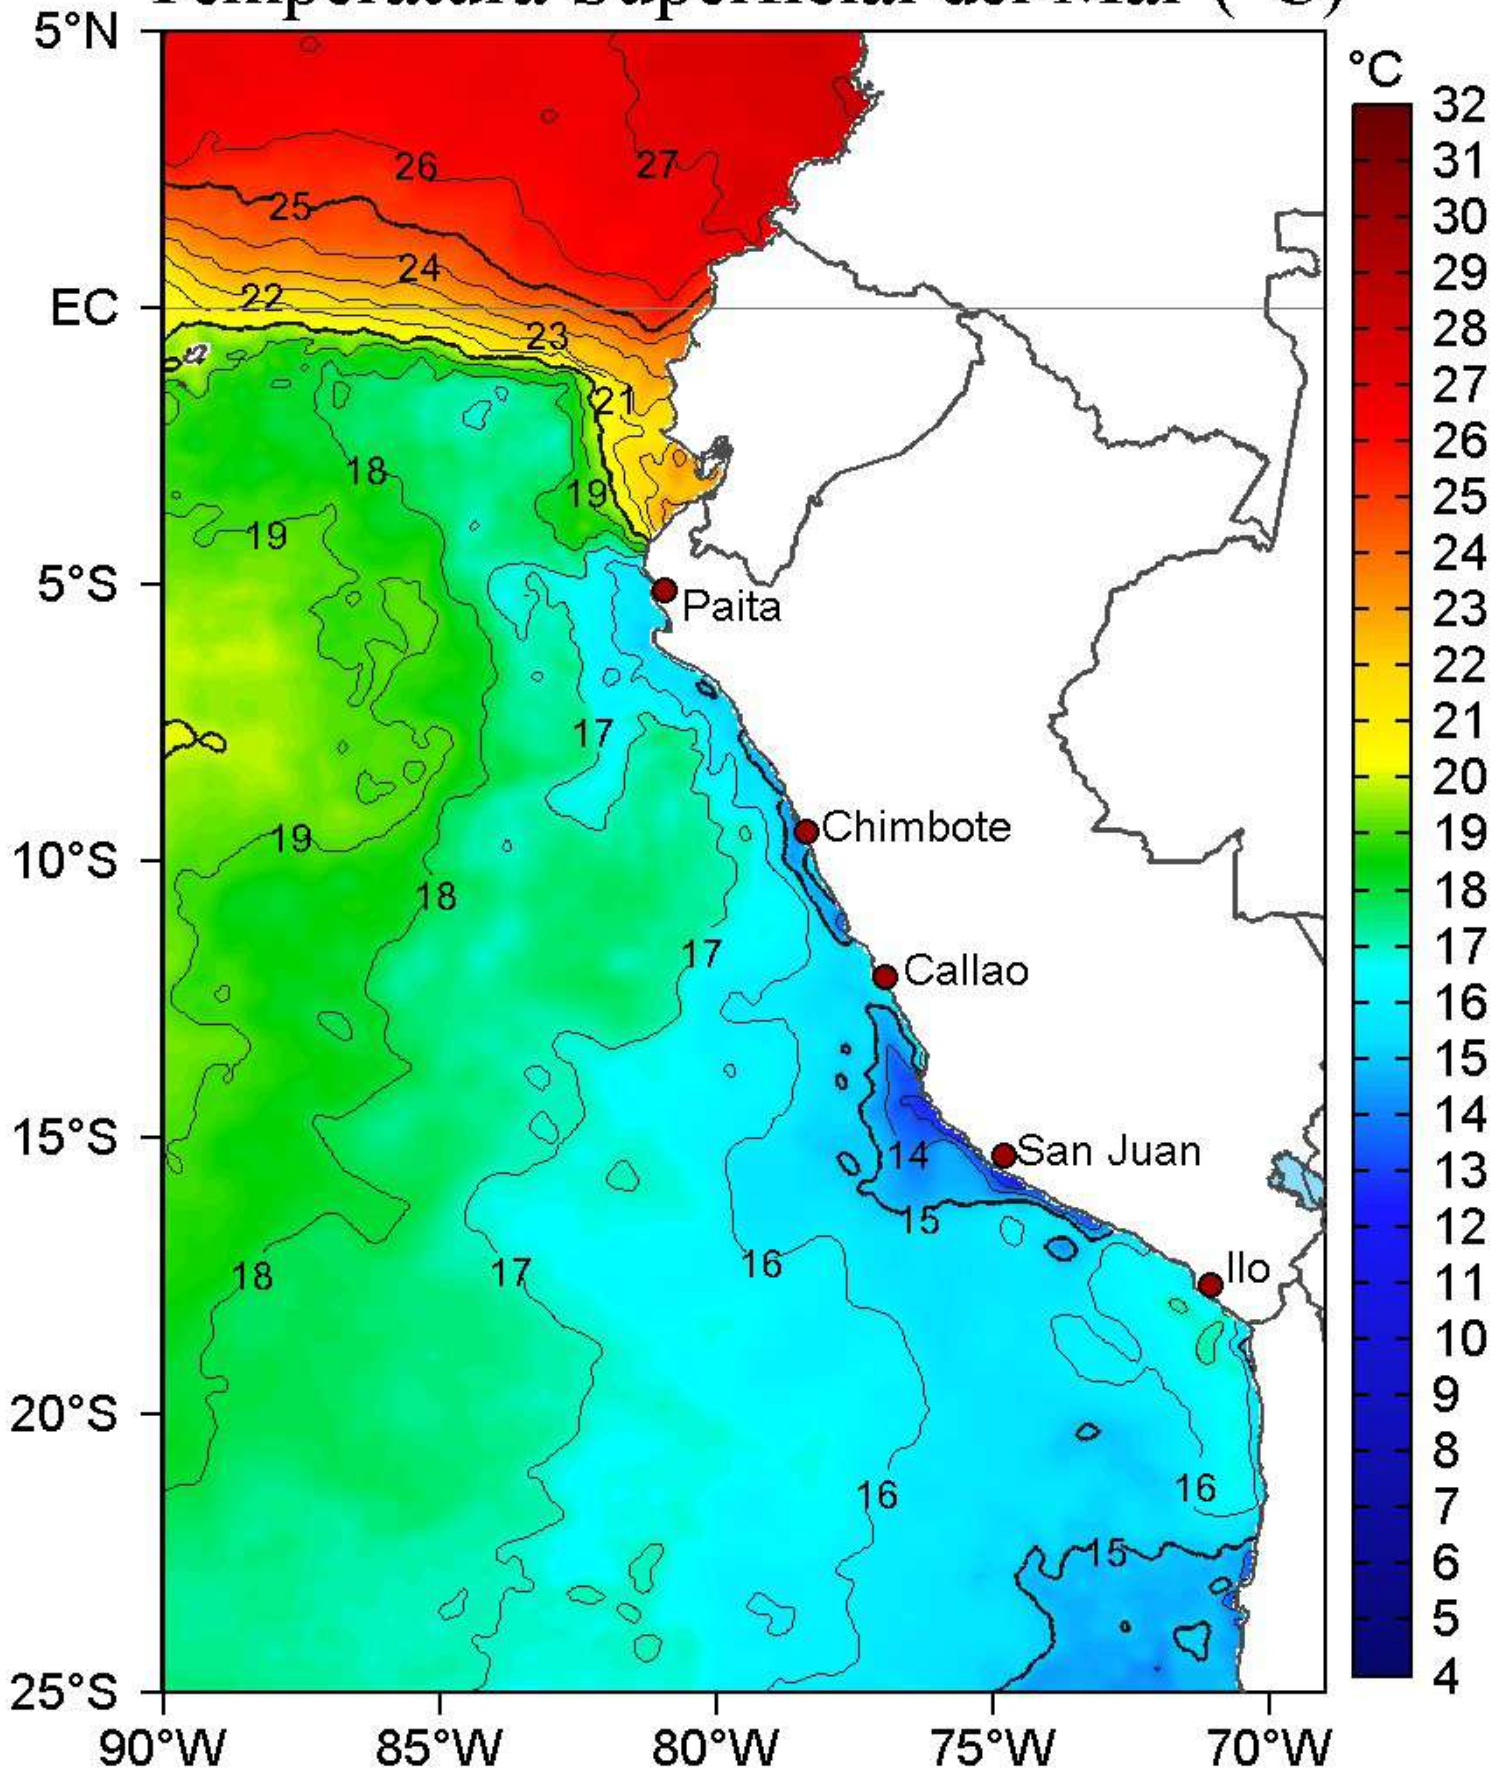 Temperatura Superficial del Mar (°C)
5°N
°C
32
31
30
29
28
27
26
25
24
23
22
21
20
19
18
17
16
15
14
13
12
11
10
9
8
7
6
5
4
26
27
25
24
EC
22
23
21
18
19
19
5°S
Paita
17
Chimbote
19
10°S
18
17
Callao
15°S
14
San Juan
15
16
17
18
Ilo
20°S
16
16
15
25°S
90°W
85°W
80°W
75°W
70°W